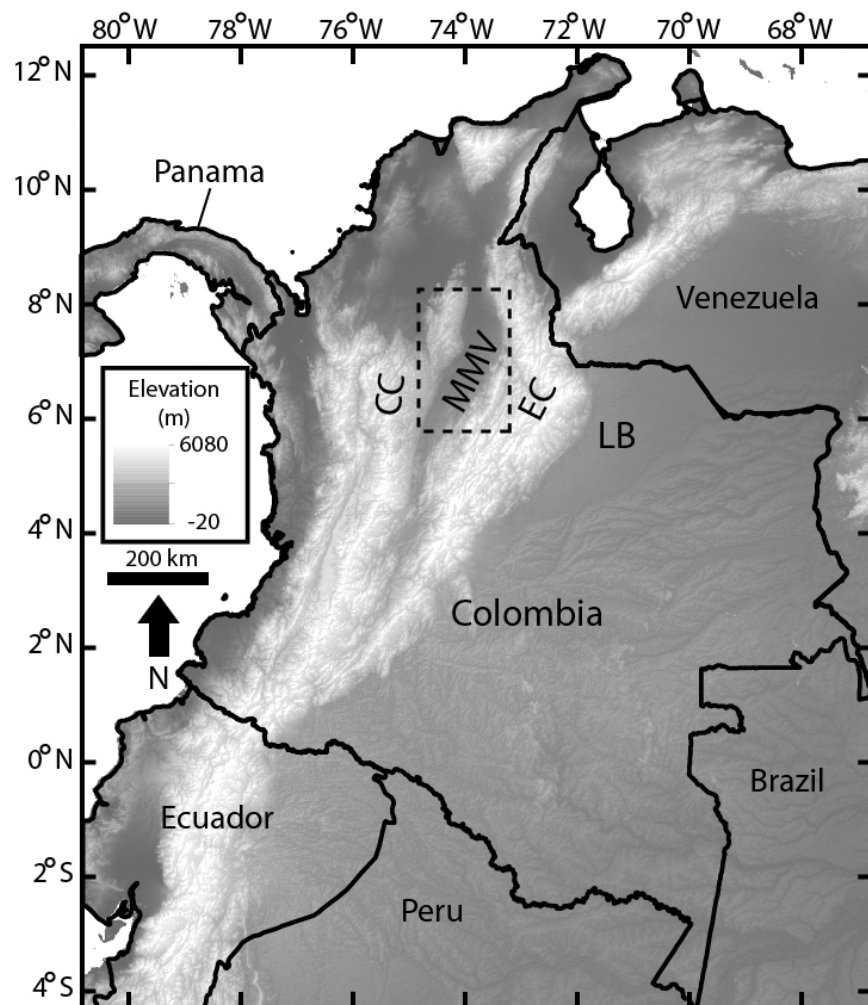 80°W 78°W 76°W 74°W 72°W 70°W 68°W
12°N
10°N
Panama
8°N
Venezuela
Elevation
(m)
6080
-20
CC
MMV
EC
6°N
LB
4°N
200 km
Colombia
2°N
N
0°N
Brazil
Ecuador
2°S
Peru
4°S